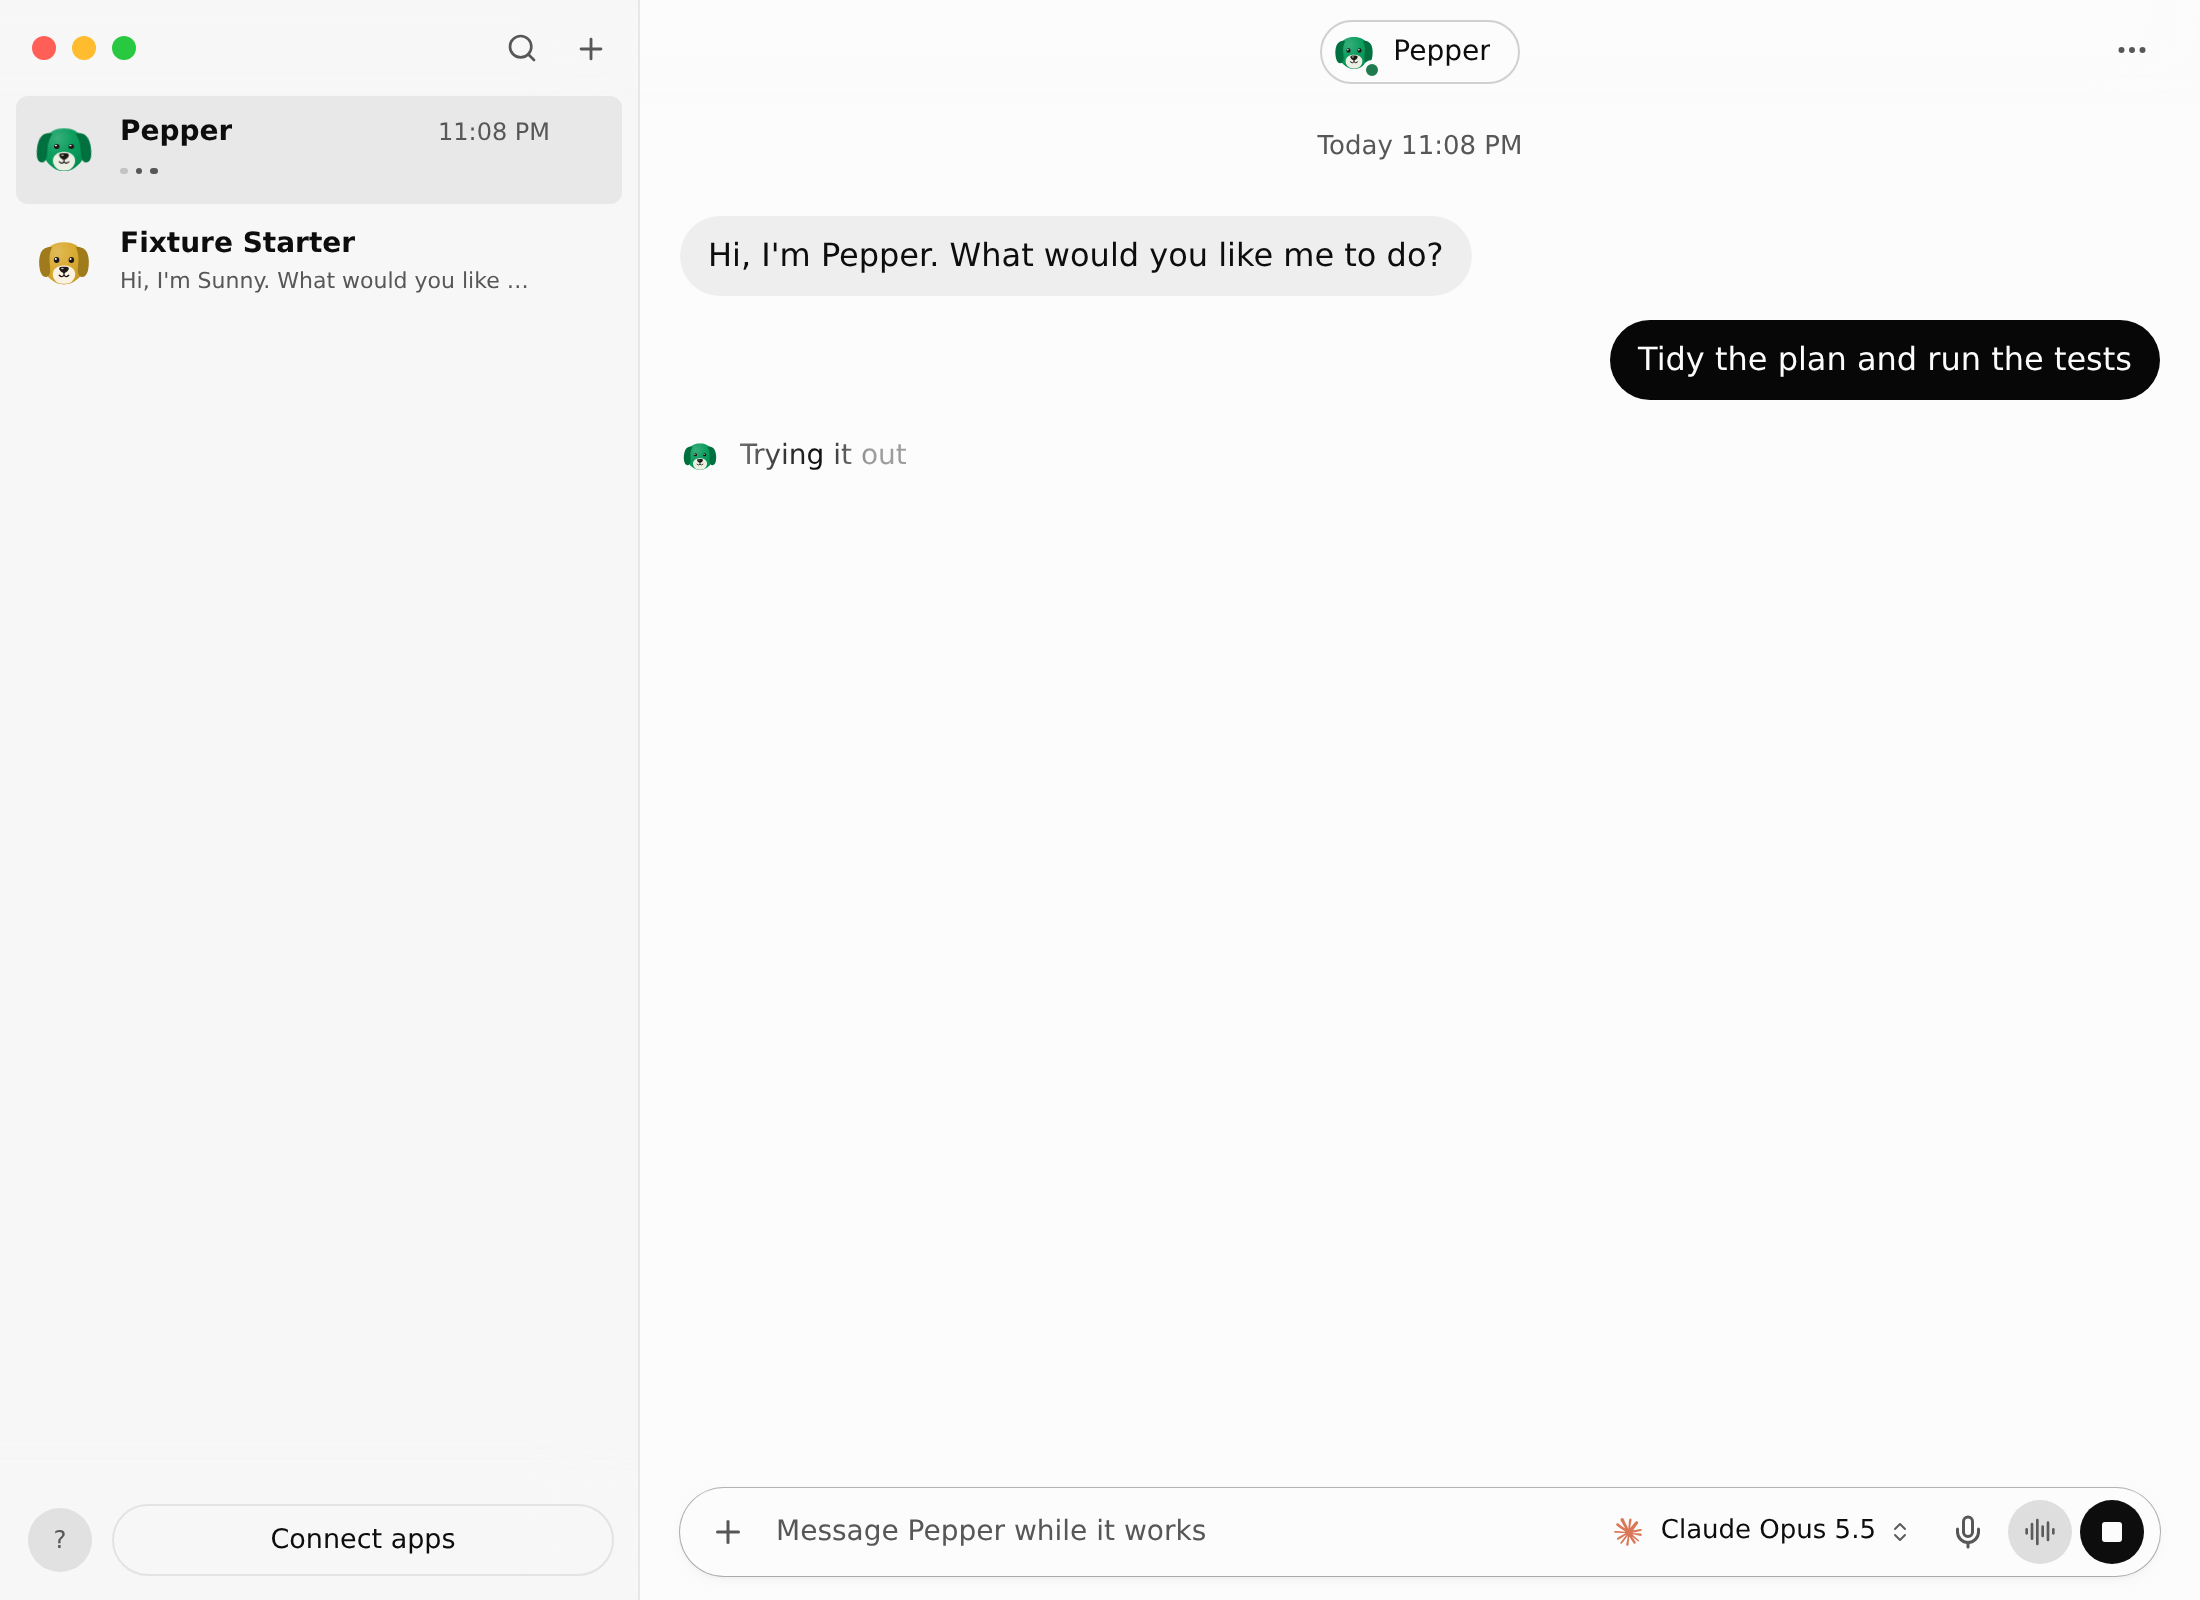 Pepper
11:08 PM
Fixture Starter
Hi, I'm Sunny. What would you like ...
?
Connect apps
Pepper
Today 11:08 PM
Hi, I'm Pepper. What would you like me to do?
Tidy the plan and run the tests
Trying it out
Message Pepper while it works
Claude Opus 5.5